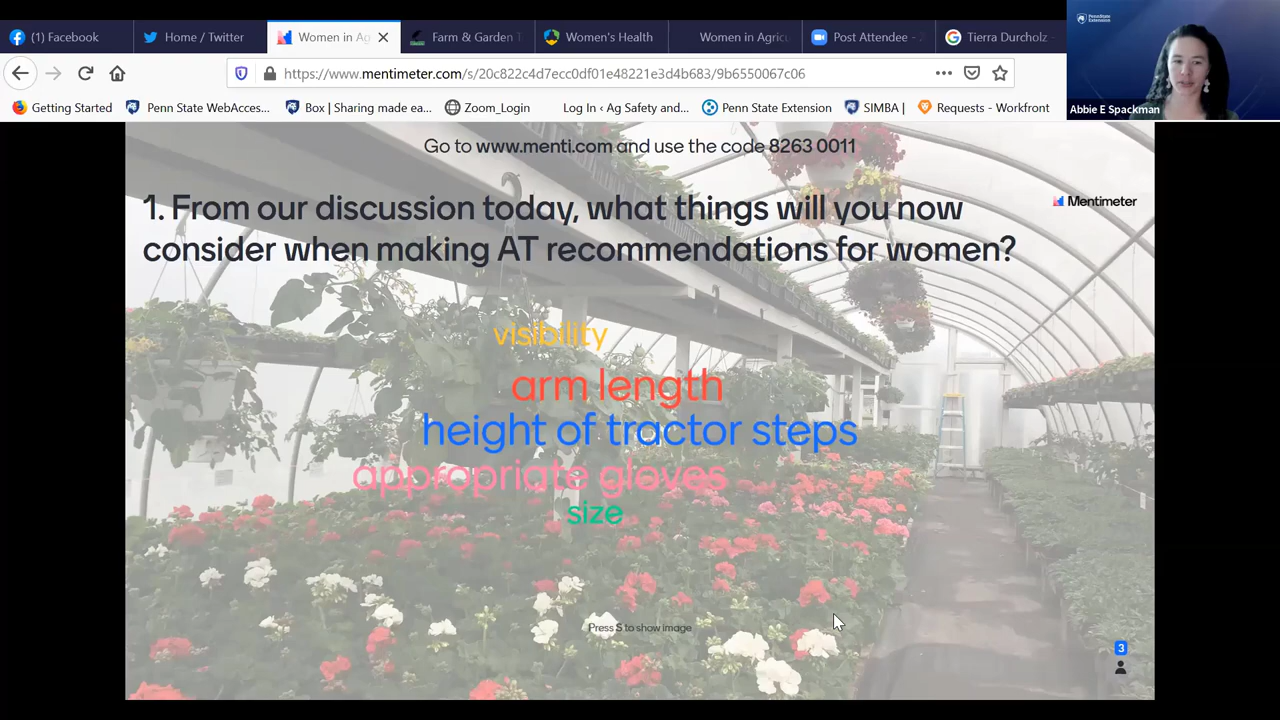 (1) Facebook
Home / Twitter
Women in Ag
Farm & Garden T
Women's Health
Women in Agricu
Post Attendee - Z
Tierra Durcholz -
PennState
Extension
https://www.mentimeter.com/s/20c822c4d7ecc0df01e48221e3d4b683/9b6550067c06
Getting Started
Penn State WebAcces...
Box | Sharing made ea...
Zoom_Login
Log In ‹ Ag Safety and...
Penn State Extension
SIMBA |
Requests - Workfront
Abbie E Spackman
Go to www.menti.com and use the code 8263 0011
1. From our discussion today, what things will you now
consider when making AT recommendations for women?
Mentimeter
visibility
arm length
height of tractor steps
appropriate gloves
size
Press S to show image
3